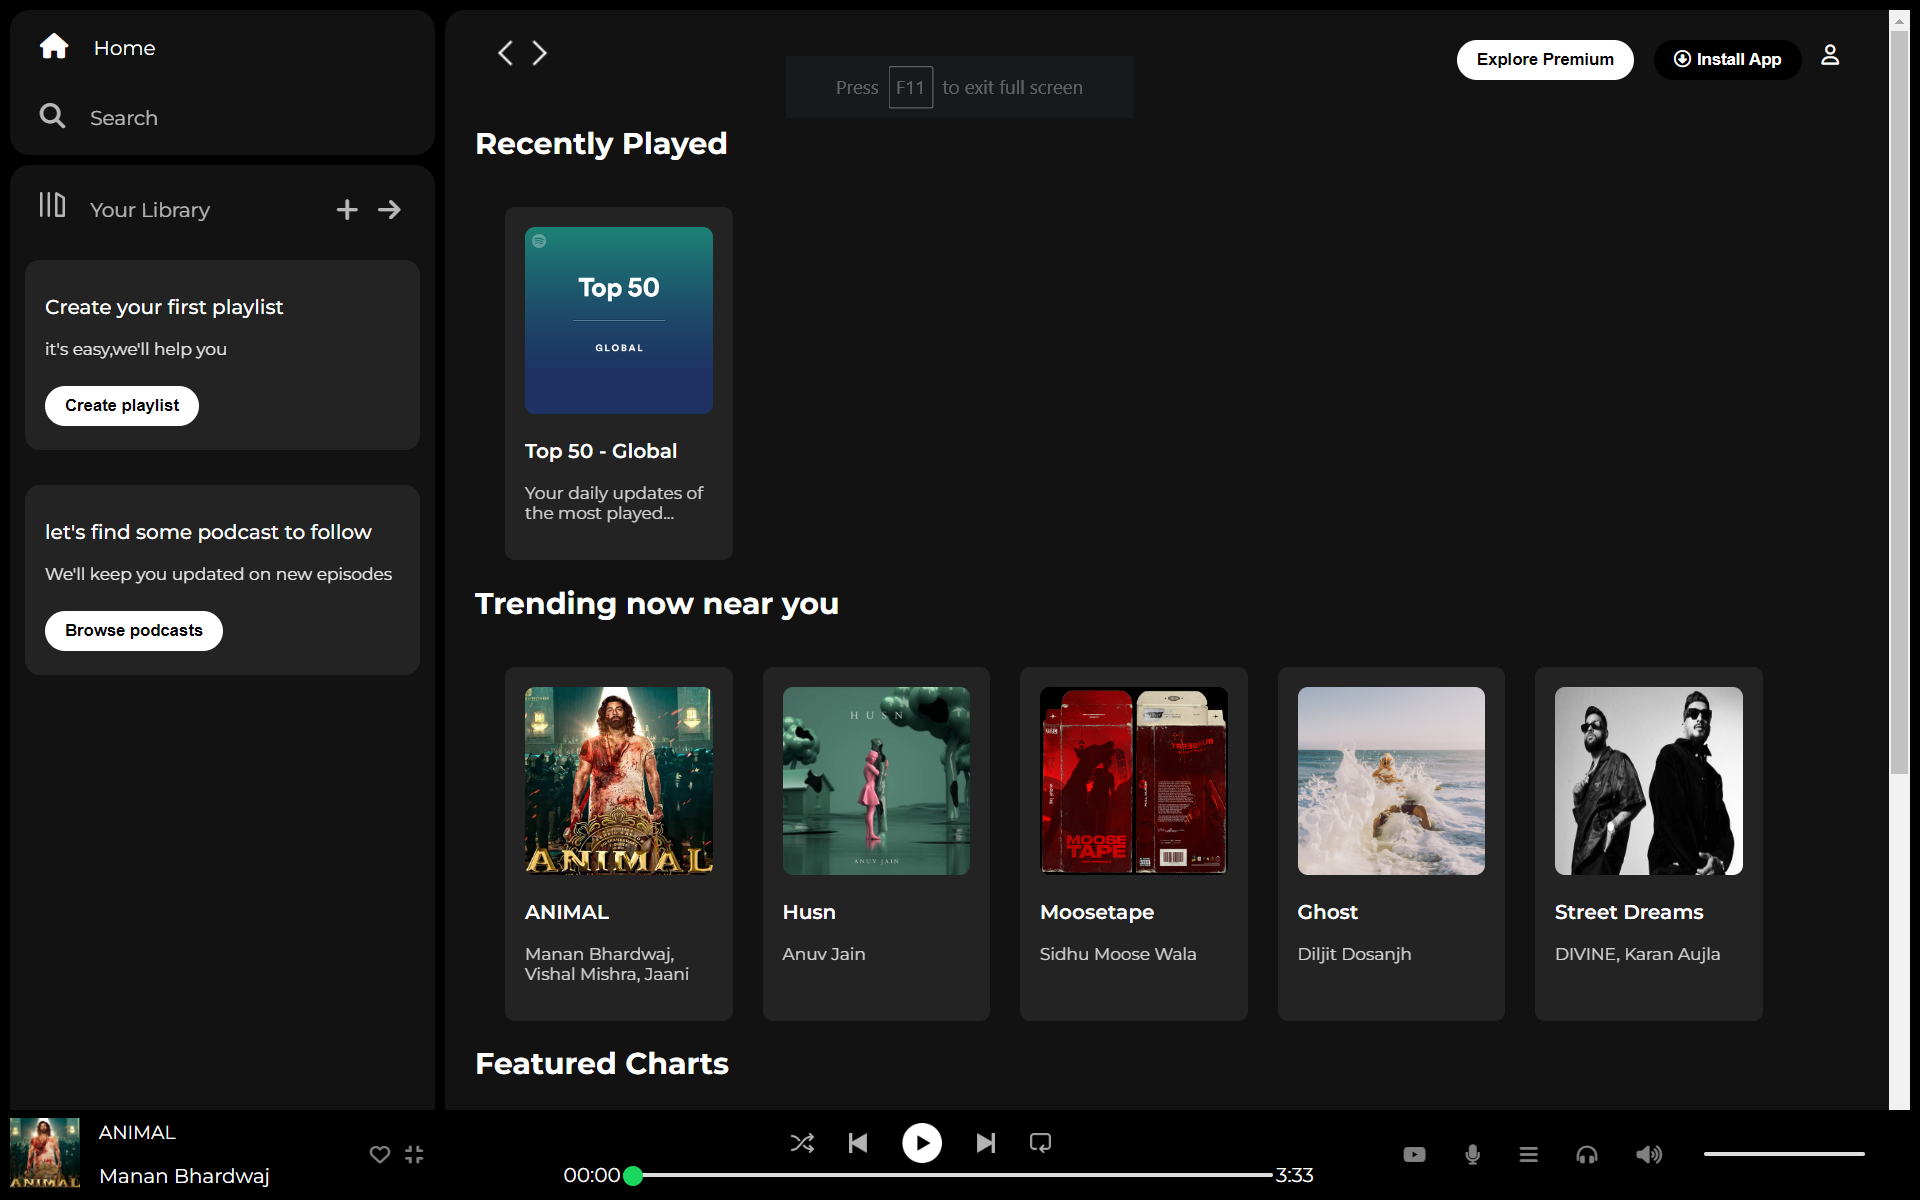 Home
Search
Your Library
Create your first playlist
it's easy,we'll help you
Create playlist
let's find some podcast to follow
We'll keep you updated on new episodes
Browse podcasts
Explore Premium
Install App
Press F11 to exit full screen
Recently Played
Top 50
GLOBAL
Top 50 - Global
Your daily updates of
the most played...
Trending now near you
ANIMAL
HUSN
ANUV JAIN
MOOSE
TAPE
ANIMAL
Manan Bhardwaj,
Vishal Mishra, Jaani
Husn
Anuv Jain
Moosetape
Sidhu Moose Wala
Ghost
Diljit Dosanjh
Street Dreams
DIVINE, Karan Aujla
Featured Charts
ANIMAL
ANIMAL
Manan Bhardwaj
00:00
3:33